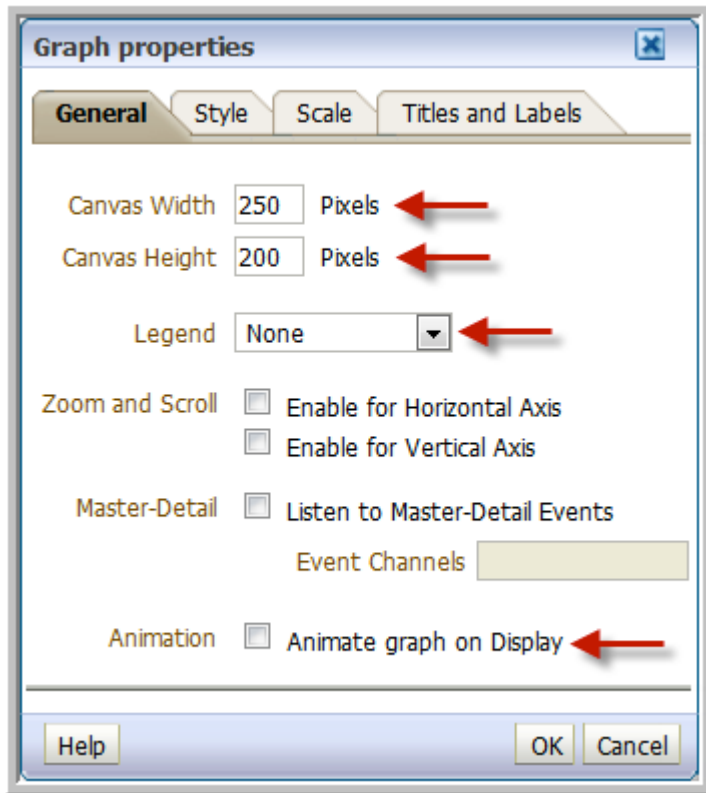 Graph properties
General Style Scale Titles and Labels
Canvas Width 250 Pixels
Canvas Height 200 Pixels
Legend None
Zoom and Scroll Enable for Horizontal Axis
Enable for Vertical Axis
Master-Detail Listen to Master-Detail Events
Event Channels
Animation Animate graph on Display
Help OK Cancel